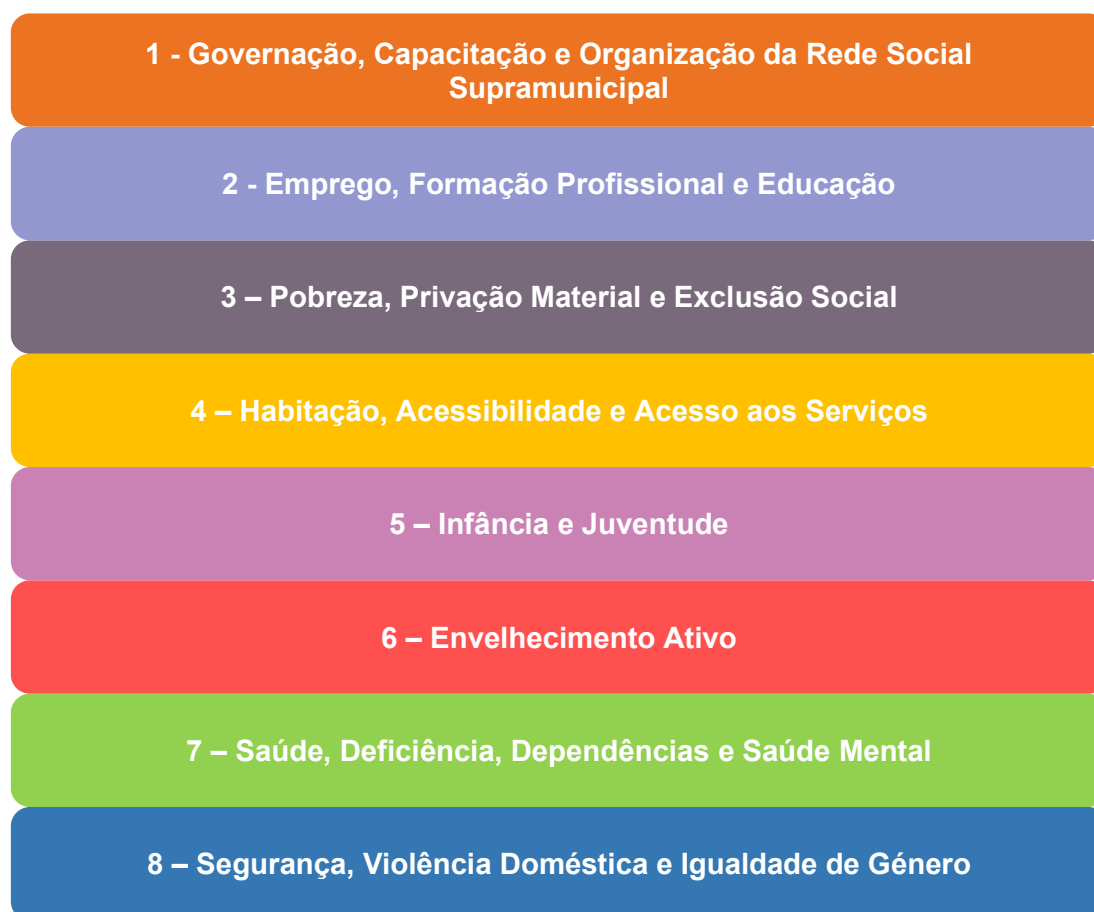 1 - Governação, Capacitação e Organização da Rede Social
Supramunicipal
2 - Emprego, Formação Profissional e Educação
3 – Pobreza, Privação Material e Exclusão Social
4 – Habitação, Acessibilidade e Acesso aos Serviços
5 – Infância e Juventude
6 – Envelhecimento Ativo
7 – Saúde, Deficiência, Dependências e Saúde Mental
8 – Segurança, Violência Doméstica e Igualdade de Género